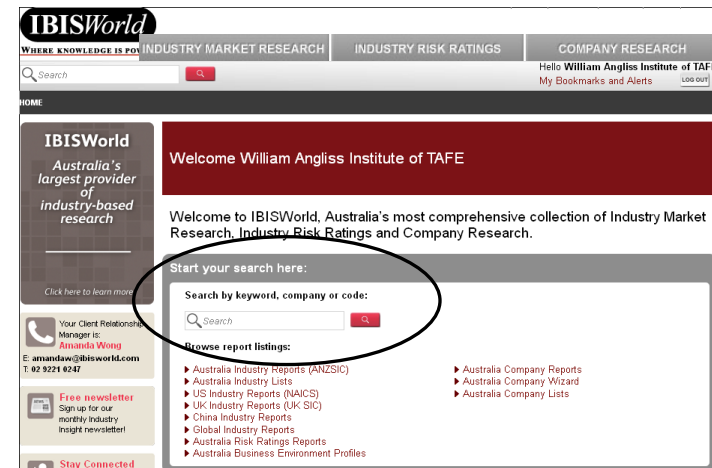 IBISWorld
WHERE KNOWLEDGE IS
INDUSTRY MARKET RESEARCH
INDUSTRY RISK RATINGS
COMPANY RESEARCH
Search
Hello William Angliss Institute of TAF
My Bookmarks and Alerts
LOG OUT
HOME
IBISWorld
Australia's
largest provider
of
industry-based
research
Click here to learn more
Welcome William Angliss Institute of TAFE
Welcome to IBISWorld, Australia's most comprehensive collection of Industry Market
Research, Industry Risk Ratings and Company Research.
Start your search here:
Search by keyword, company or code:
Search
Browse report listings:
Australia Industry Reports (ANZSIC)
Australia Industry Lists
US Industry Reports (NAICS)
UK Industry Reports (UK SIC)
China Industry Reports
Global Industry Reports
Australia Risk Ratings Reports
Australia Business Environment Profiles
Australia Company Reports
Australia Company Wizard
Australia Company Lists
Your Client Relationship
Manager is:
Amanda Wong
E: amandaw@ibisworld.com
T: 02 9221 0247
Free newsletter
Sign up for our
monthly Industry
Insight newsletter!
Stay Connected